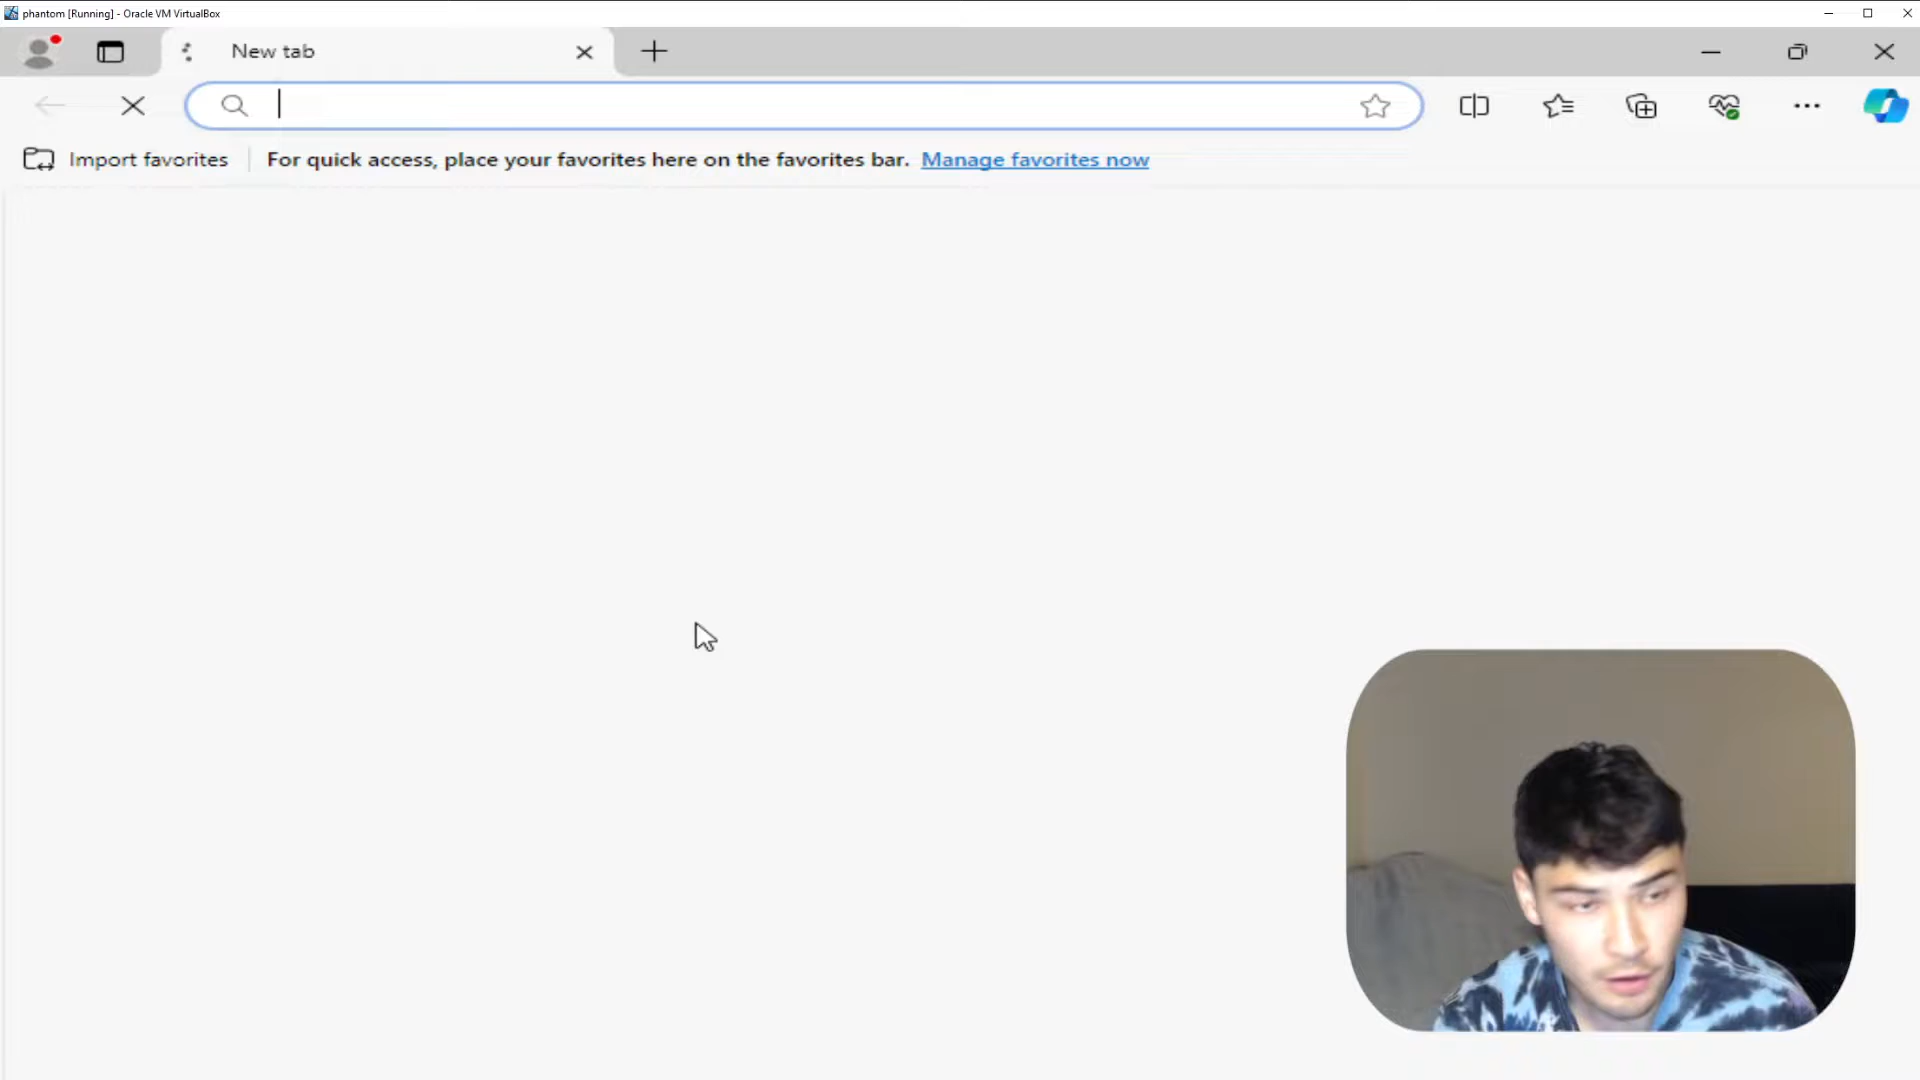 phantom [Running] - Oracle VM VirtualBox
New tab
Import favorites
For quick access, place your favorites here on the favorites bar. Manage favorites now